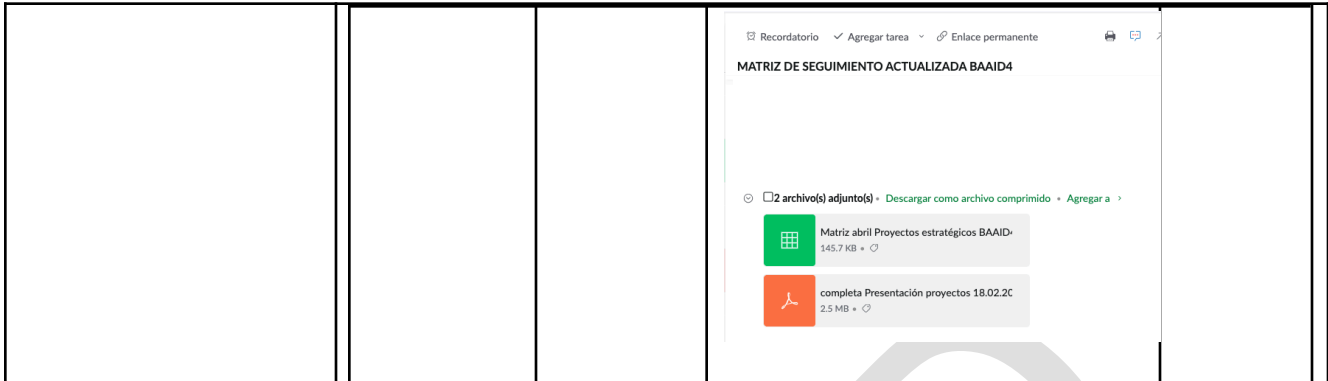 Recordatorio Agregar tarea Enlace permanente
MATRIZ DE SEGUIMIENTO ACTUALIZADA BAAID4
2 archivo(s) adjunto(s) • Descargar como archivo comprimido • Agregar a
Matriz abril Proyectos estratégicos BAAID
145.7 KB •
completa Presentación proyectos 18.02.20
2.5 MB •